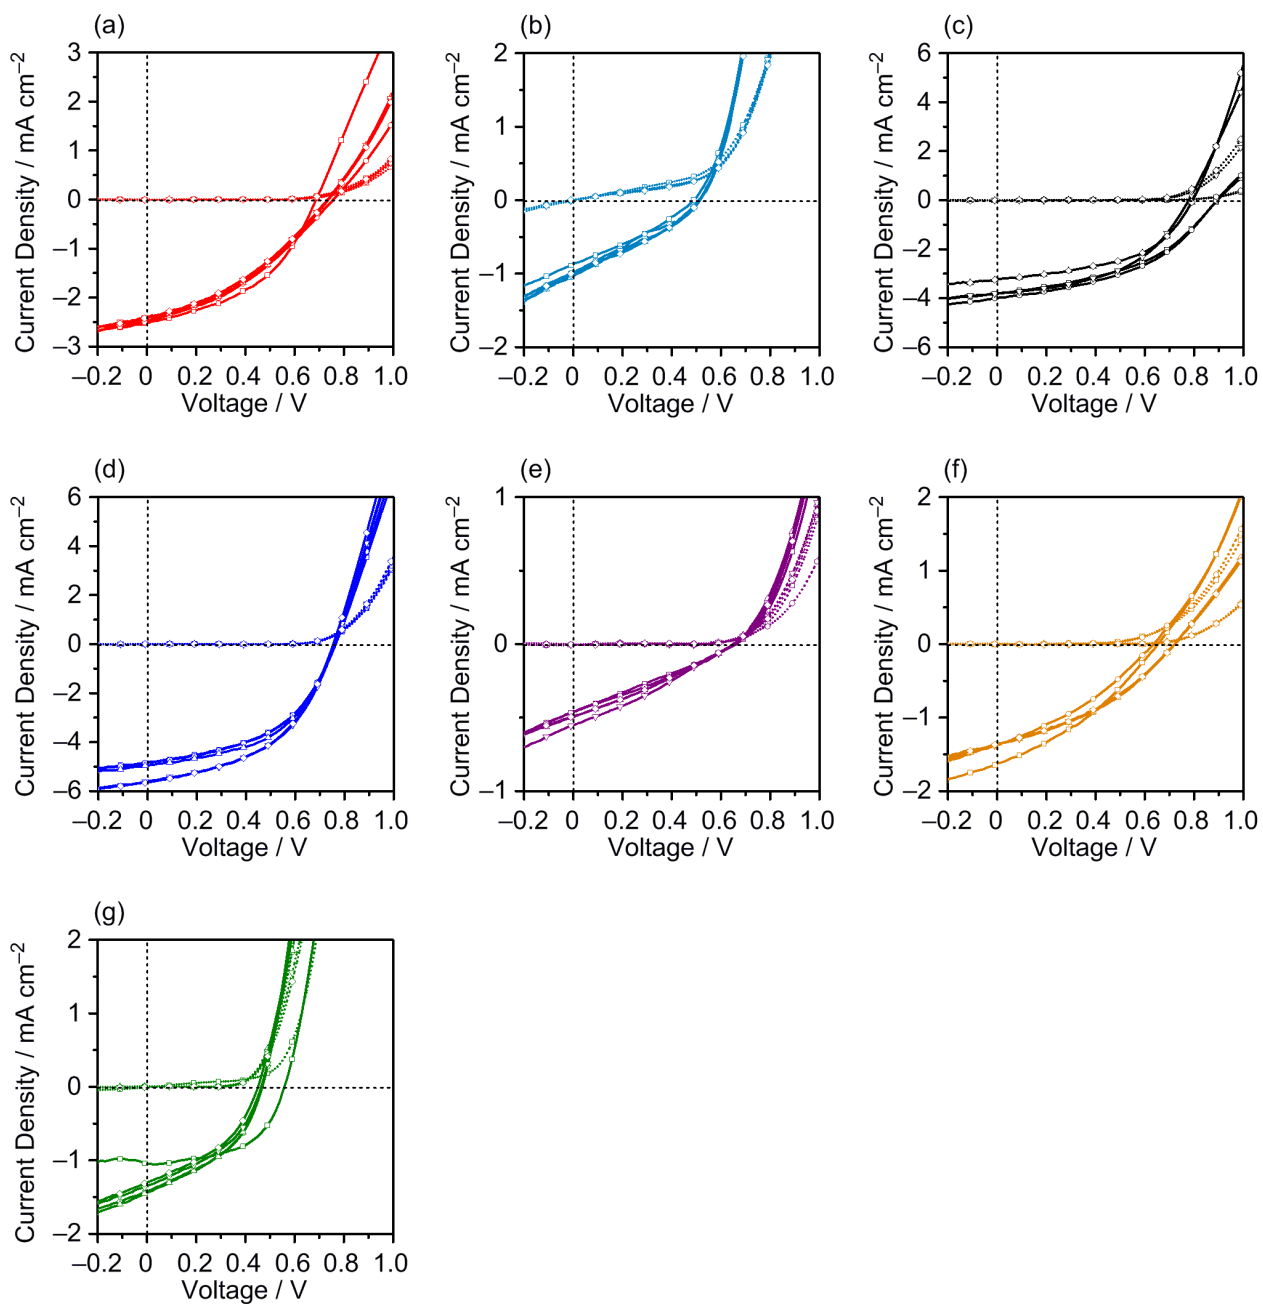 (a)
Current Density / mA cm⁻²
3
2
1
0
–1
–2
–3
–0.2 0 0.2 0.4 0.6 0.8 1.0
Voltage / V
(b)
Current Density / mA cm⁻²
2
1
0
–1
–2
–0.2 0 0.2 0.4 0.6 0.8 1.0
Voltage / V
(c)
Current Density / mA cm⁻²
6
4
2
0
–2
–4
–6
–0.2 0 0.2 0.4 0.6 0.8 1.0
Voltage / V
(d)
Current Density / mA cm⁻²
6
4
2
0
–2
–4
–6
–0.2 0 0.2 0.4 0.6 0.8 1.0
Voltage / V
(e)
Current Density / mA cm⁻²
1
0
–1
–0.2 0 0.2 0.4 0.6 0.8 1.0
Voltage / V
(f)
Current Density / mA cm⁻²
2
1
0
–1
–2
–0.2 0 0.2 0.4 0.6 0.8 1.0
Voltage / V
(g)
Current Density / mA cm⁻²
2
1
0
–1
–2
–0.2 0 0.2 0.4 0.6 0.8 1.0
Voltage / V